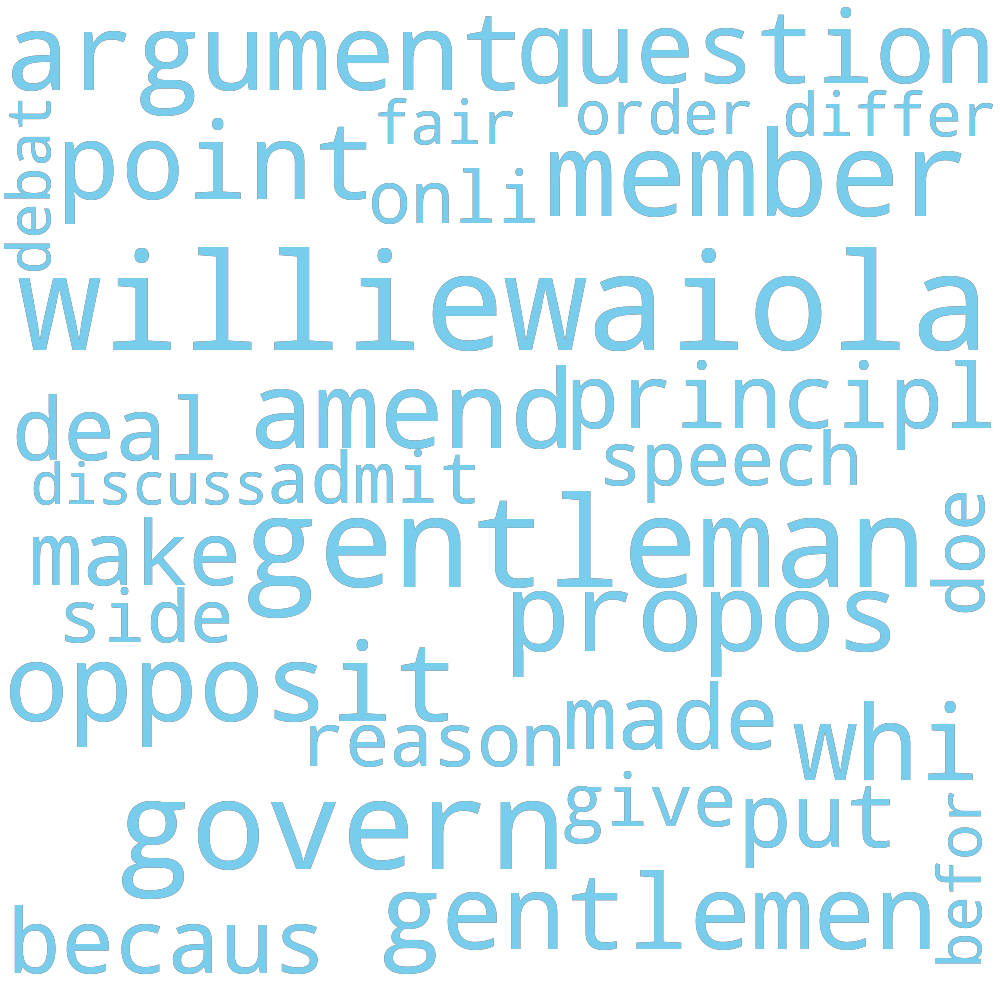 argument question
fair order differ
debat point onli member
williewaiola
deal amend principl
discuss admit speech
make gentleman doe
side propos
opposit
reason made whi
govern give put
befor
becaus gentlemen